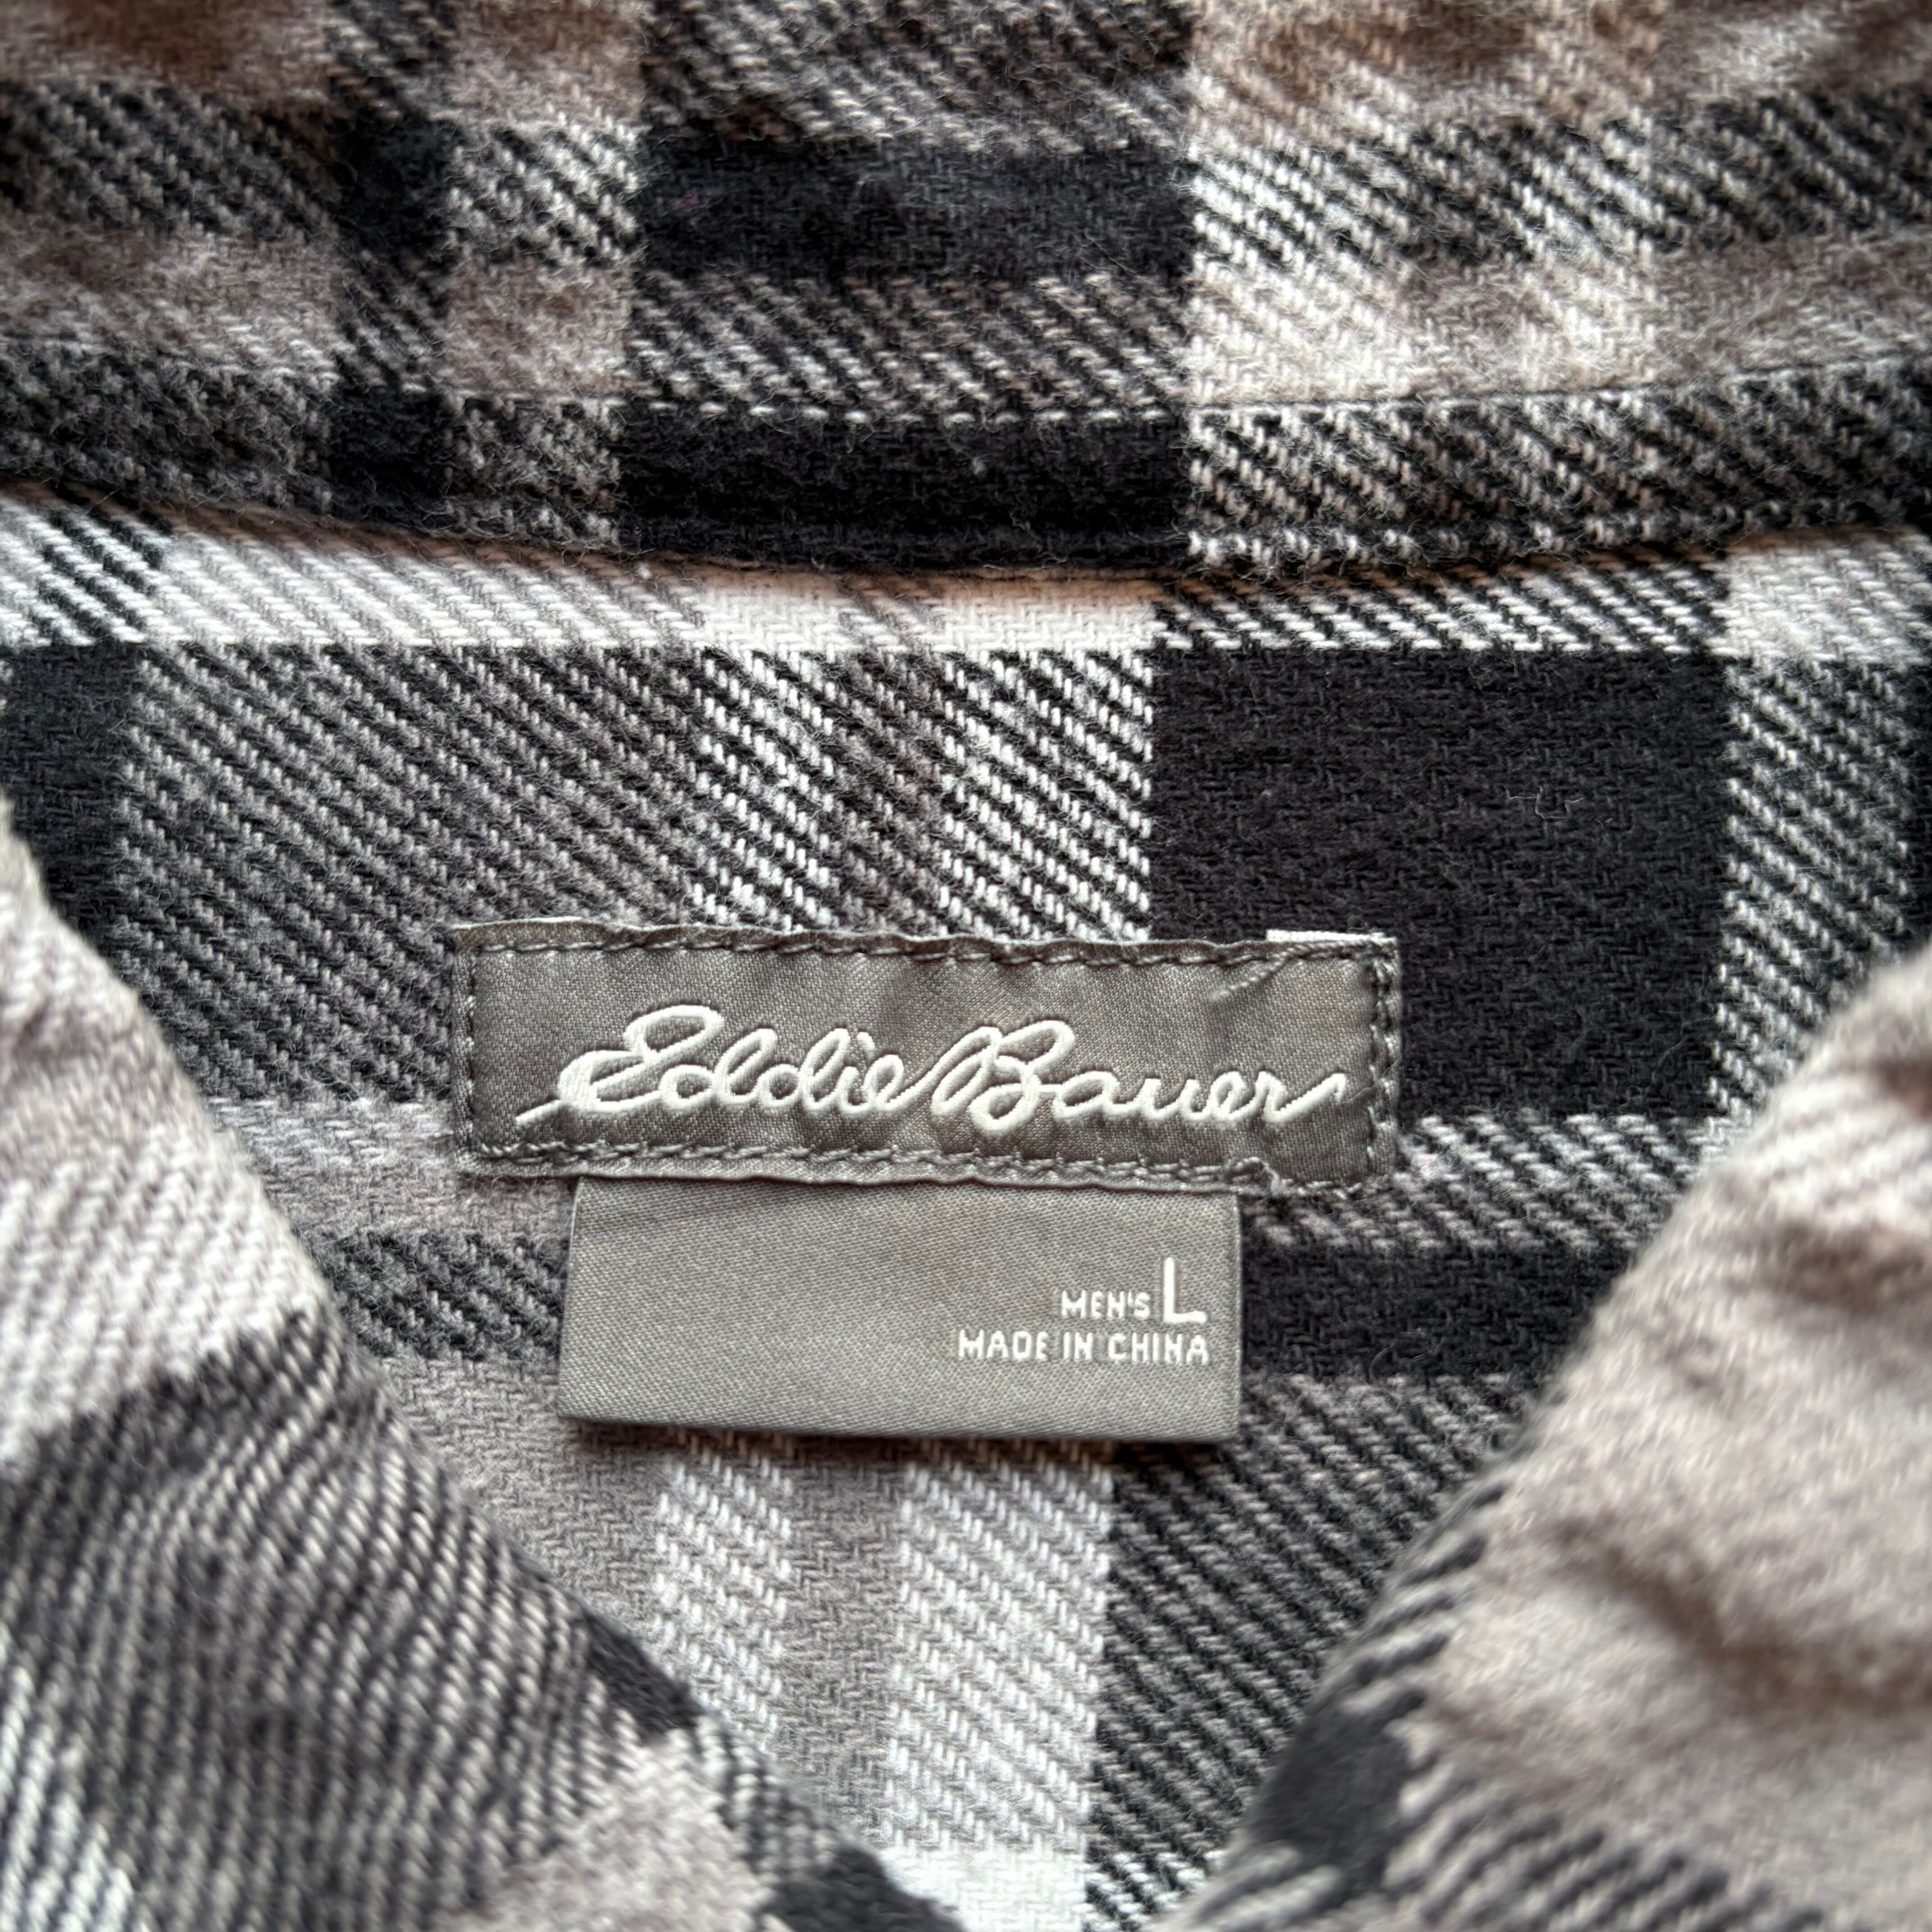 Eddie Bauer
MEN'S L
MADE IN CHINA